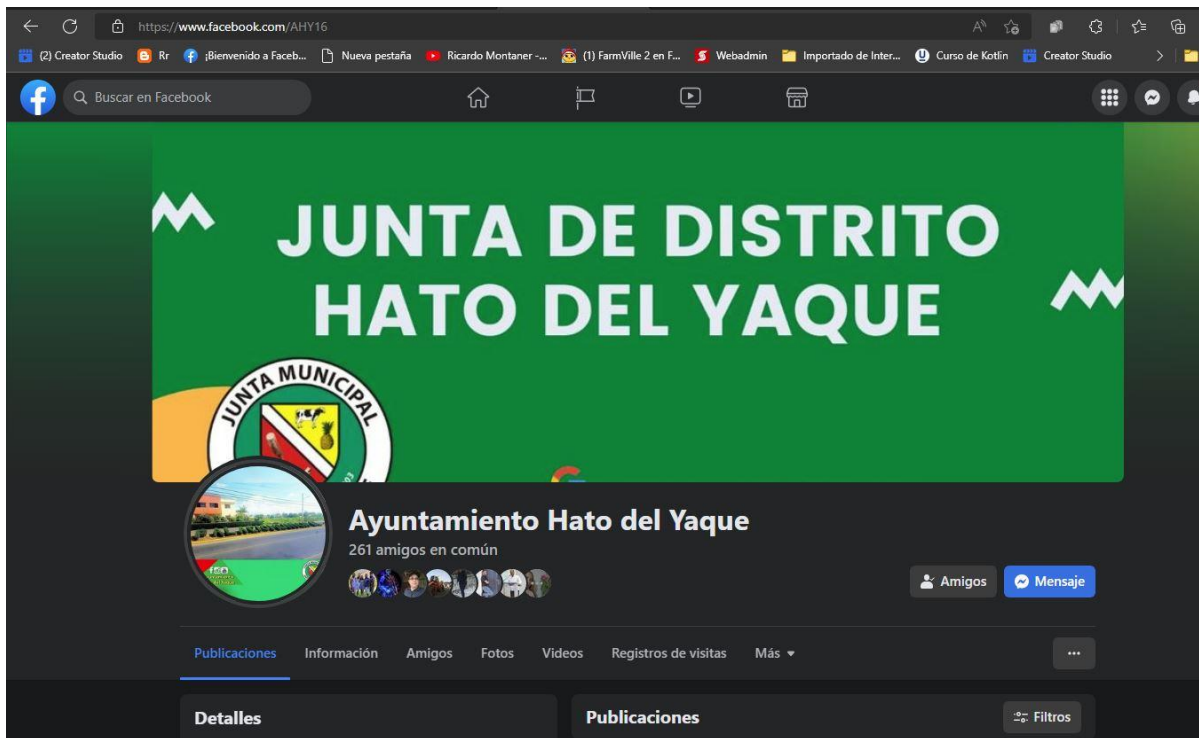 https://www.facebook.com/AHY16
(2) Creator Studio Rr ¡Bienvenido a Faceb... Nueva pestaña Ricardo Montaner -... (1) FarmVille 2 en F... Webadmin Importado de Inter... Curso de Kotlin Creator Studio
Buscar en Facebook
JUNTA DE DISTRITO
HATO DEL YAQUE
JUNTA MUNICIPAL
Ayuntamiento Hato del Yaque
261 amigos en común
Amigos Mensaje
Publicaciones Información Amigos Fotos Videos Registros de visitas Más
Detalles Publicaciones Filtros